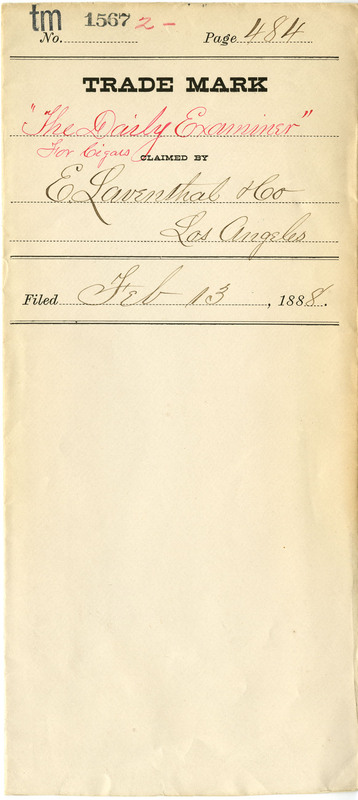 tm No. 1567 2- Page 484
TRADE MARK
"The Daily Examiner"
For Cigars CLAIMED BY
E Laventhal & Co
Los Angeles
Filed Feb 13, 1888.